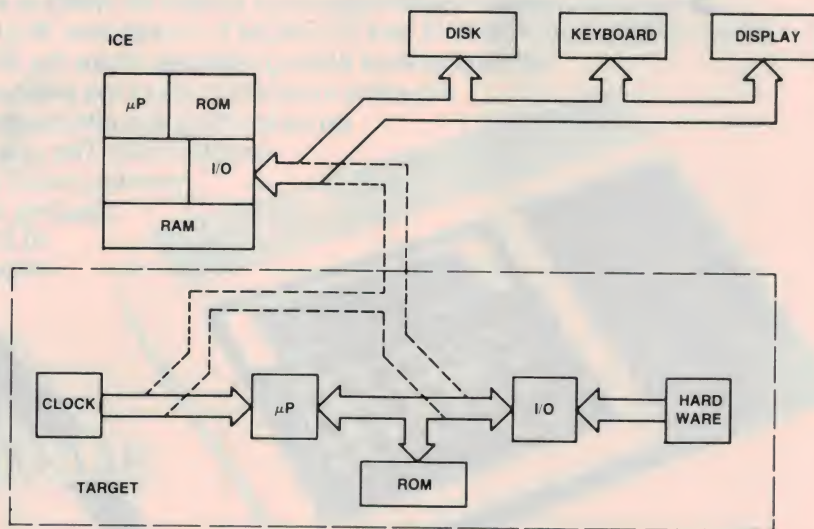 ICE
DISK
KEYBOARD
DISPLAY
μP
ROM
I/O
RAM
CLOCK
μP
I/O
HARD
WARE
ROM
TARGET